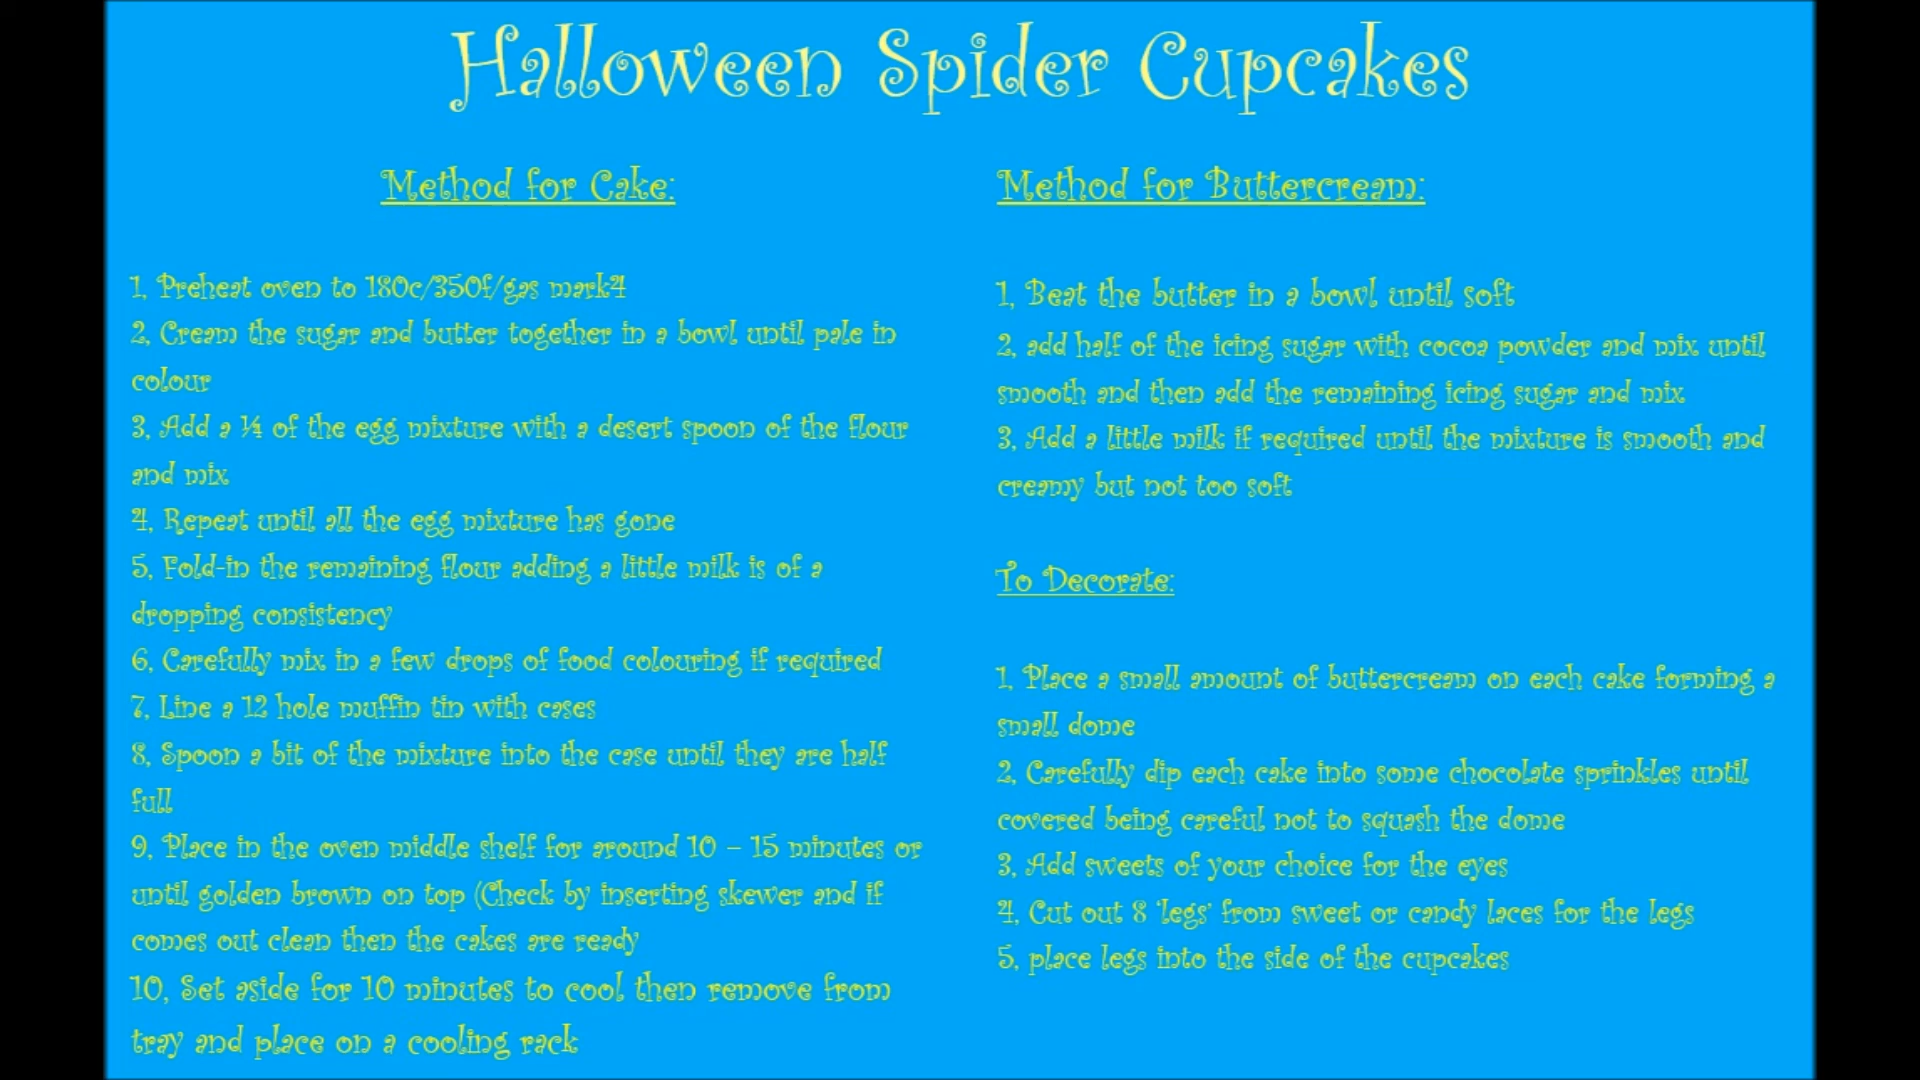 Halloween Spider Cupcakes
Method for Cake:
1, Preheat oven to 180c/350f/gas mark4
2, Cream the sugar and butter together in a bowl until pale in
colour
3, Add a ¼ of the egg mixture with a desert spoon of the flour
and mix
4, Repeat until all the egg mixture has gone
5, Fold-in the remaining flour adding a little milk is of a
dropping consistency
6, Carefully mix in a few drops of food colouring if required
7, Line a 12 hole muffin tin with cases
8, Spoon a bit of the mixture into the case until they are half
full
9, Place in the oven middle shelf for around 10 – 15 minutes or
until golden brown on top (Check by inserting skewer and if
comes out clean then the cakes are ready
10, Set aside for 10 minutes to cool then remove from
tray and place on a cooling rack
Method for Buttercream:
1, Beat the butter in a bowl until soft
2, add half of the icing sugar with cocoa powder and mix until
smooth and then add the remaining icing sugar and mix
3, Add a little milk if required until the mixture is smooth and
creamy but not too soft
To Decorate:
1, Place a small amount of buttercream on each cake forming a
small dome
2, Carefully dip each cake into some chocolate sprinkles until
covered being careful not to squash the dome
3, Add sweets of your choice for the eyes
4, Cut out 8 'legs' from sweet or candy laces for the legs
5, place legs into the side of the cupcakes